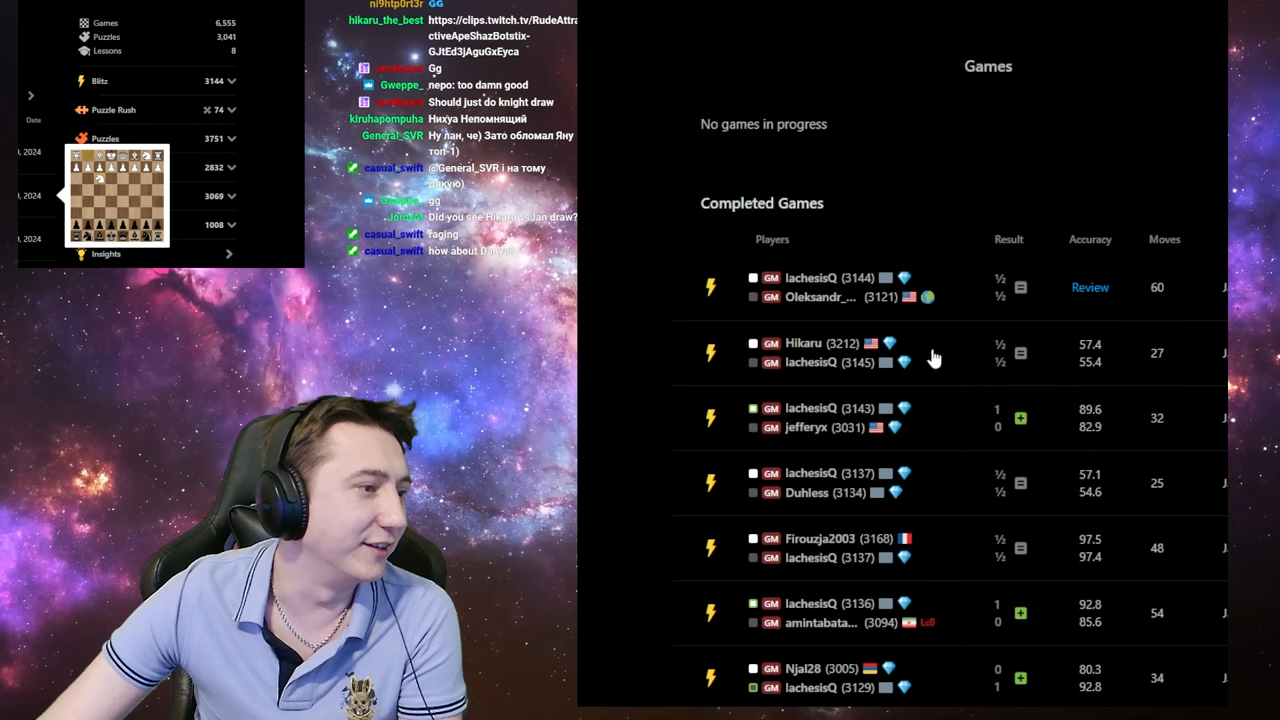 Games 6,555
Puzzles 3,041
Lessons 8
Blitz 3144
Puzzle Rush 74
Date
Puzzles 3751
, 2024
2832
, 2024
3069
1008
, 2024
Insights
ni9htp0rt3r GG
hikaru_the_best https://clips.twitch.tv/RudeAttra
ctiveApeShazBotstix-
GJtEd3jAguGxEyca
Gg
Gweppe_ nepo: too damn good
Should just do knight draw
kiruhapompuha Нихуа Непомнящий
General_SVR Ну лан, че) Зато обломал Яну
топ-1)
casual_swift @General_SVR і на тому
дякую)
Gweppe_ gg
Did you see Hikaru vs Ian draw?
casual_swift raging
casual_swift how about Danya?
Games
No games in progress
Completed Games
Players Result Accuracy Moves
GM lachesisQ (3144) ½
GM Oleksandr_... (3121) ½ Review 60
GM Hikaru (3212) ½ 57.4
GM lachesisQ (3145) ½ 55.4 27
GM lachesisQ (3143) 1 89.6
GM jefferyx (3031) 0 82.9 32
GM lachesisQ (3137) ½ 57.1
GM Duhless (3134) ½ 54.6 25
GM Firouzja2003 (3168) ½ 97.5
GM lachesisQ (3137) ½ 97.4 48
GM lachesisQ (3136) 1 92.8
GM amintabata... (3094) Lc0 0 85.6 54
GM Njal28 (3005) 0 80.3
GM lachesisQ (3129) 1 92.8 34